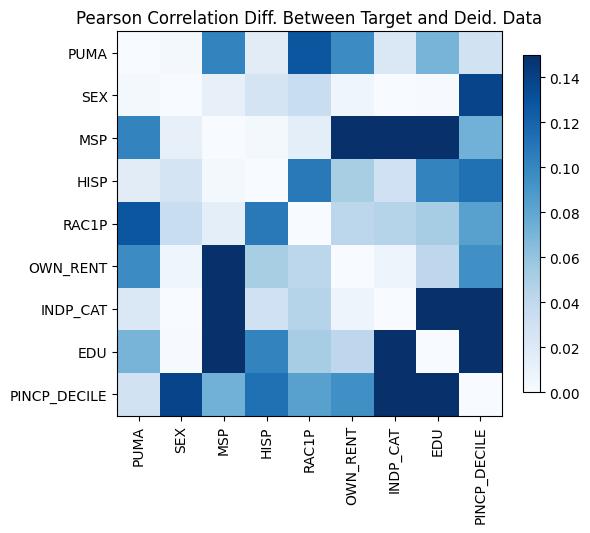 Pearson Correlation Diff. Between Target and Deid. Data
PUMA
SEX
MSP
HISP
RAC1P
OWN_RENT
INDP_CAT
EDU
PINCP_DECILE
PUMA
SEX
MSP
HISP
RAC1P
OWN_RENT
INDP_CAT
EDU
PINCP_DECILE
0.14
0.12
0.10
0.08
0.06
0.04
0.02
0.00